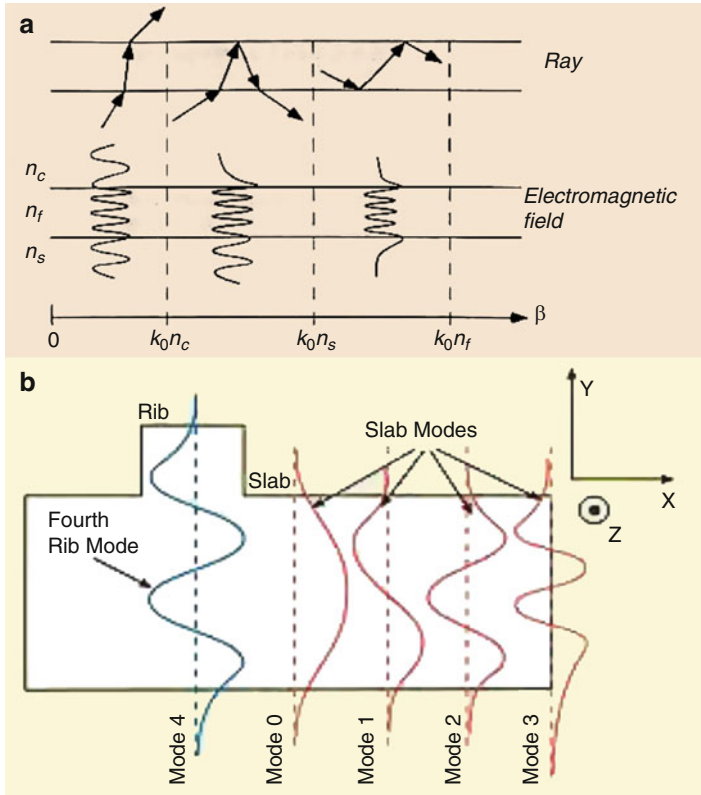 a
Ray
n_c
n_f
n_s
Electromagnetic
field
β
0
k_0n_c
k_0n_s
k_0n_f
b
Rib
Slab
Slab Modes
Y
X
Z
Fourth
Rib Mode
Mode 4
Mode 0
Mode 1
Mode 2
Mode 3